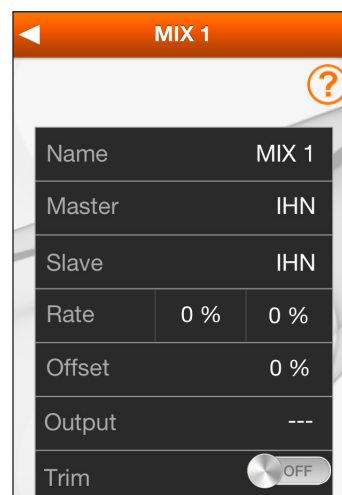 MIX 1
?
Name MIX 1
Master IHN
Slave IHN
Rate 0 % 0 %
Offset 0 %
Output ---
Trim OFF